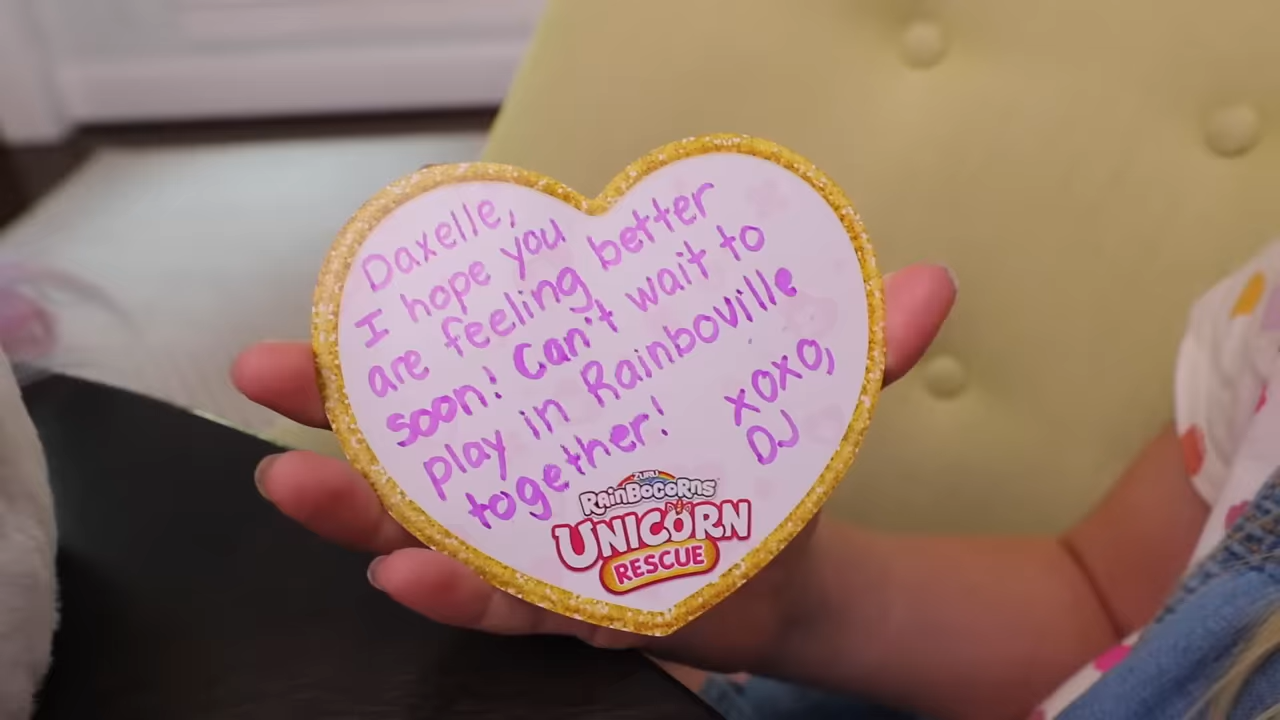 Daxelle,
I hope you
are feeling better
soon! Can't wait to
play in Rainboville
together!
xoxo,
DJ
ZURU
RAINBOCORNS
UNICORN
RESCUE